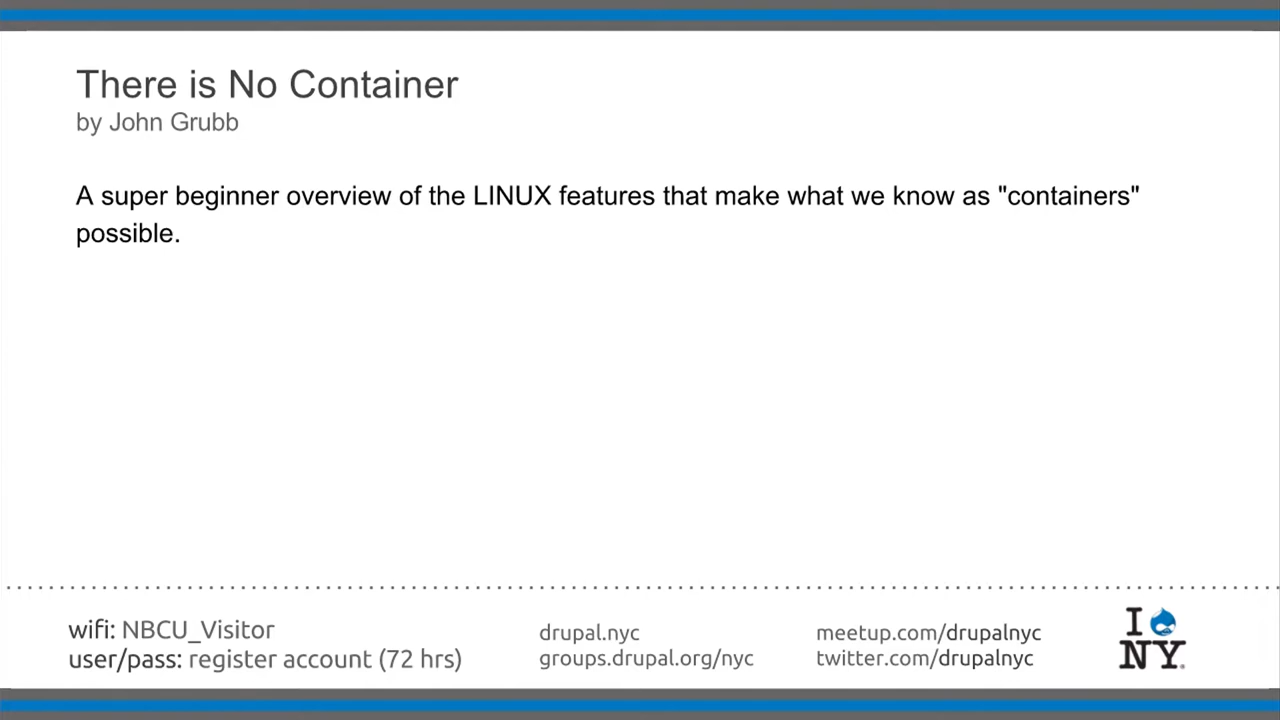 There is No Container
by John Grubb
A super beginner overview of the LINUX features that make what we know as "containers"
possible.
wifi: NBCU_Visitor
user/pass: register account (72 hrs)
drupal.nyc
groups.drupal.org/nyc
meetup.com/drupalnyc
twitter.com/drupalnyc
I
NY